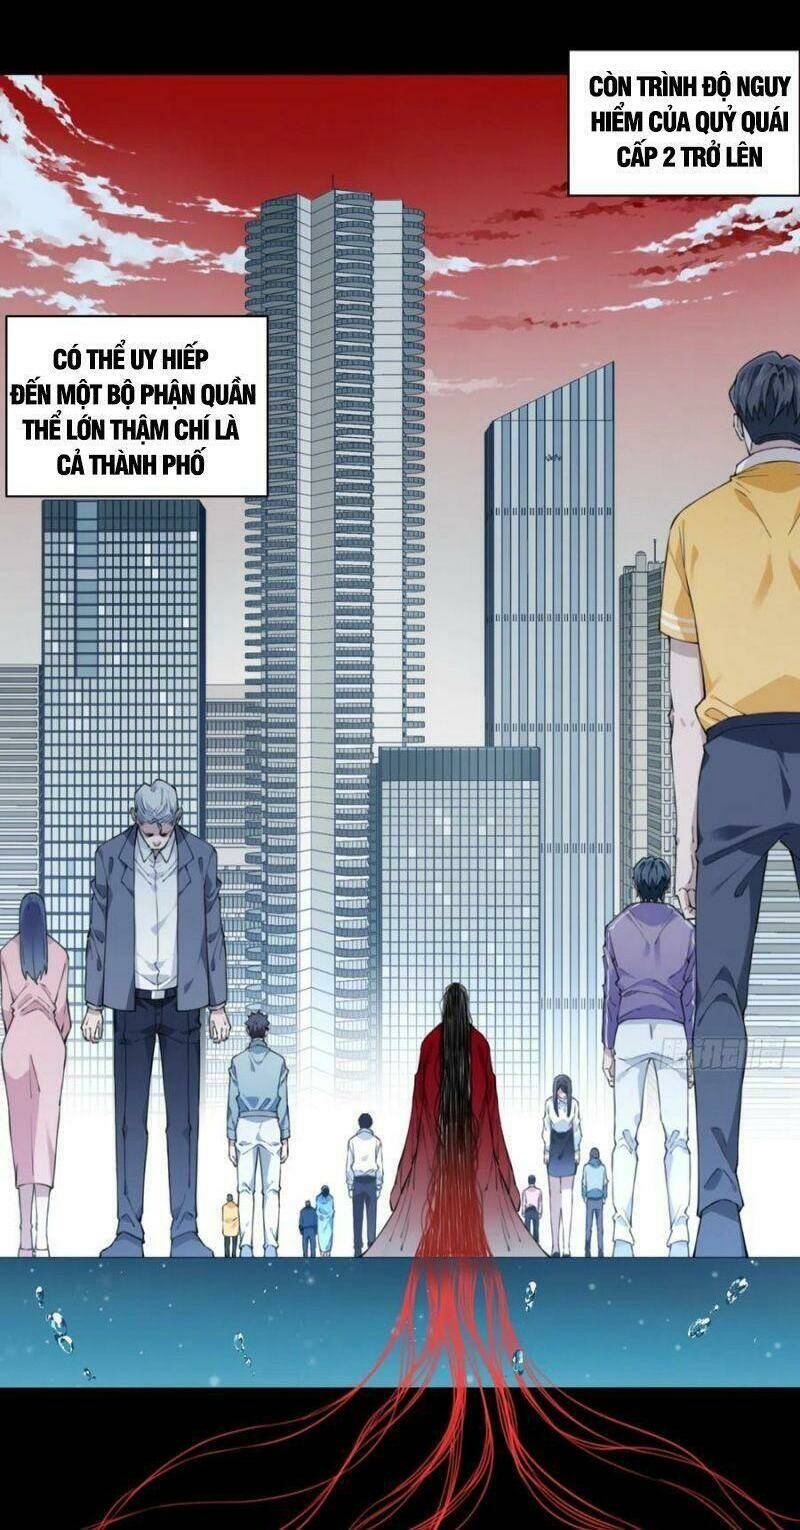 CÒN TRÌNH ĐỘ NGUY
HIỂM CỦA QUỶ QUÁI
CẤP 2 TRỞ LÊN
CÓ THỂ UY HIẾP
ĐẾN MỘT BỘ PHẬN QUẦN
THỂ LỚN THẬM CHÍ LÀ
CẢ THÀNH PHỐ